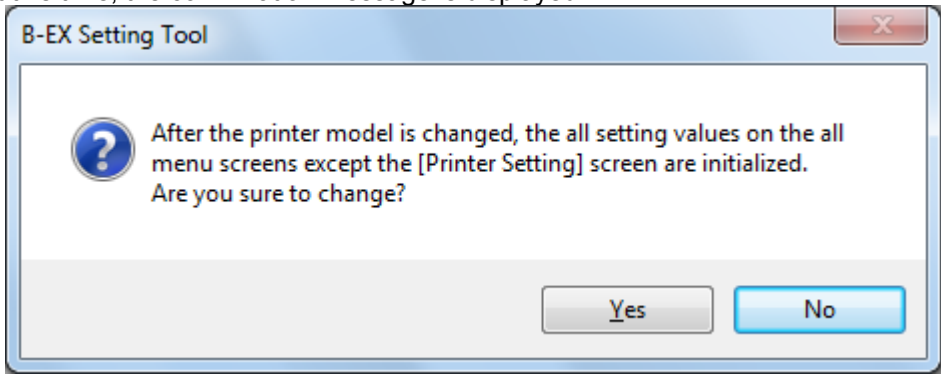 B-EX Setting Tool
After the printer model is changed, the all setting values on the all
menu screens except the [Printer Setting] screen are initialized.
Are you sure to change?
Yes
No